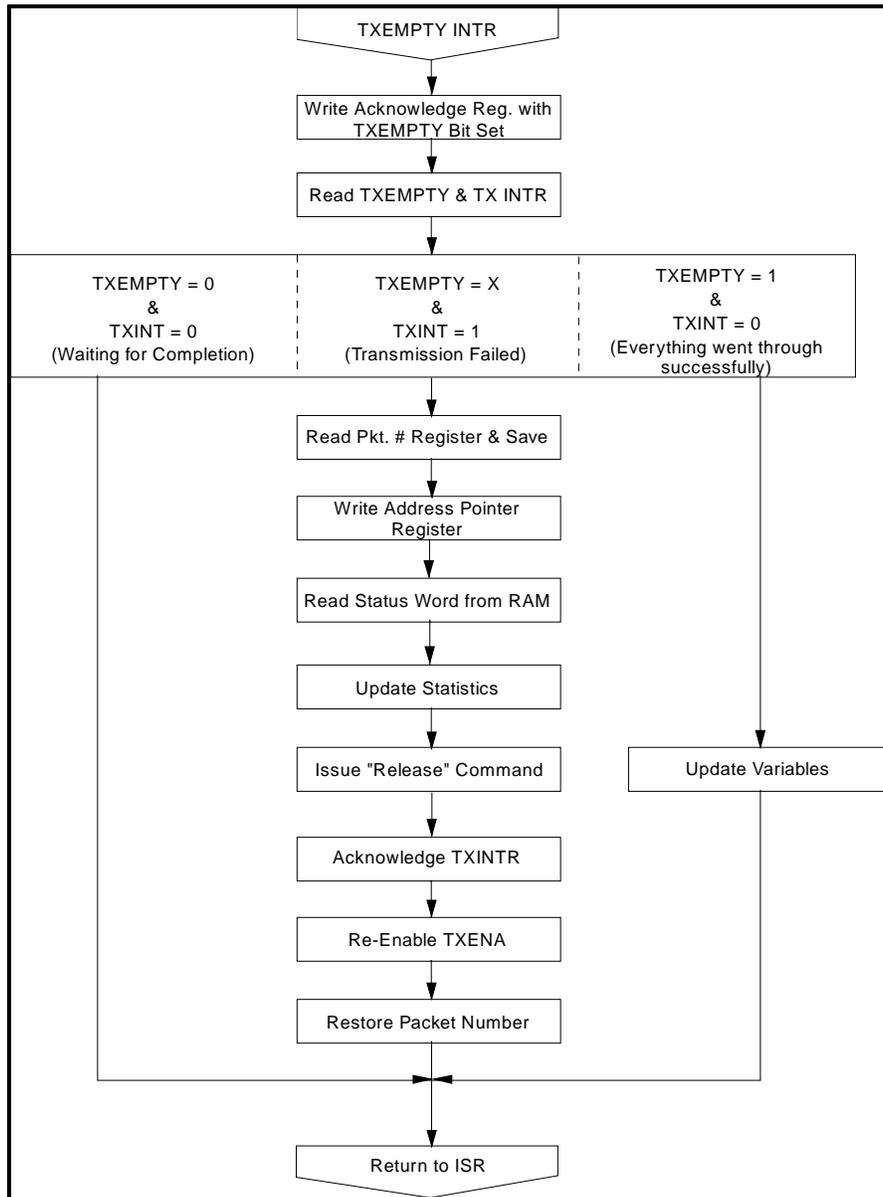 TXEMPTY INTR
Write Acknowledge Reg. with
TXEMPTY Bit Set
Read TXEMPTY & TX INTR
TXEMPTY = 0
&
TXINT = 0
(Waiting for Completion)
TXEMPTY = X
&
TXINT = 1
(Transmission Failed)
TXEMPTY = 1
&
TXINT = 0
(Everything went through
successfully)
Read Pkt. # Register & Save
Write Address Pointer
Register
Read Status Word from RAM
Update Statistics
Issue "Release" Command
Update Variables
Acknowledge TXINTR
Re-Enable TXENA
Restore Packet Number
Return to ISR